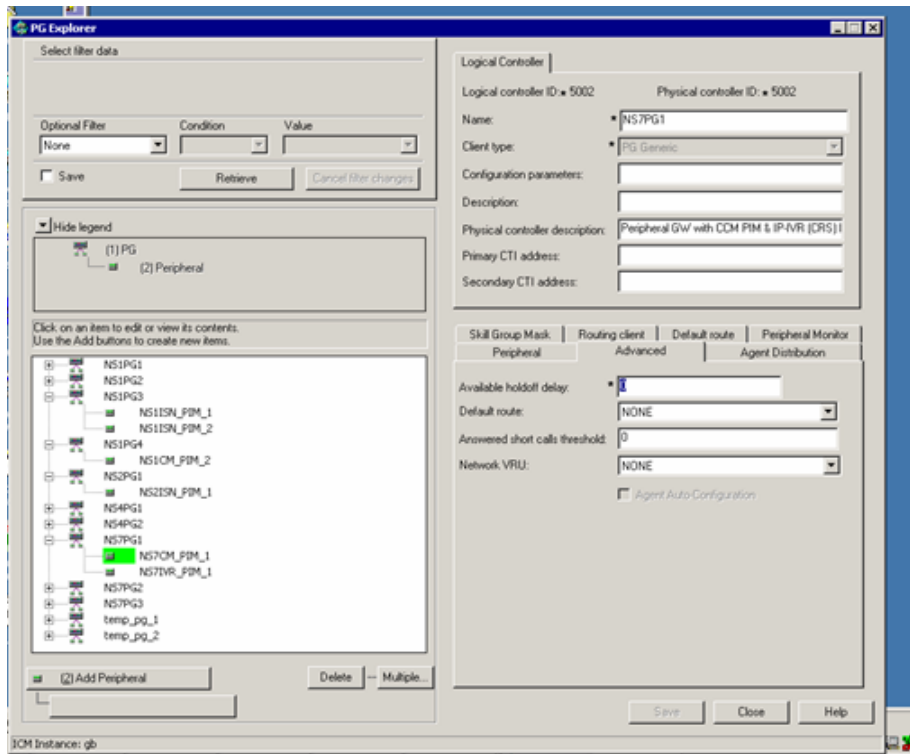 PG Explorer
Select filter data
Optional Filter Condition Value
None
Save Retrieve Cancel filter changes
Hide legend
(1) PG
(2) Peripheral
Click on an item to edit or view its contents.
Use the Add buttons to create new items.
NS1PG1
NS1PG2
NS1PG3
NS1ISN_PIM_1
NS1ISN_PIM_2
NS1PG4
NS1CM_PIM_2
NS2PG1
NS2ISN_PIM_1
NS4PG1
NS4PG2
NS7PG1
NS7CM_PIM_1
NS7IVR_PIM_1
NS7PG2
NS7PG3
temp_pg_1
temp_pg_2
(2) Add Peripheral Delete Multiple...
Logical Controller
Logical controller ID: 5002 Physical controller ID: 5002
Name: * NS7PG1
Client type: * PG Generic
Configuration parameters:
Description:
Physical controller description: Peripheral GW with CCM PIM & IP-IVR (CRS) I
Primary CTI address:
Secondary CTI address:
Skill Group Mask Routing client Default route Peripheral Monitor
Peripheral Advanced Agent Distribution
Available holdoff delay: * 0
Default route: NONE
Answered short calls threshold: 0
Network VRU: NONE
Agent Auto Configuration
Save Close Help
ICM Instance: gb